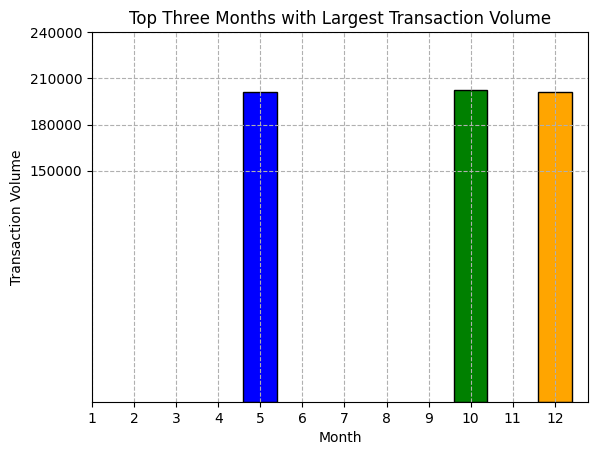 Top Three Months with Largest Transaction Volume
240000
210000
180000
150000
Transaction Volume
1 2 3 4 5 6 7 8 9 10 11 12
Month